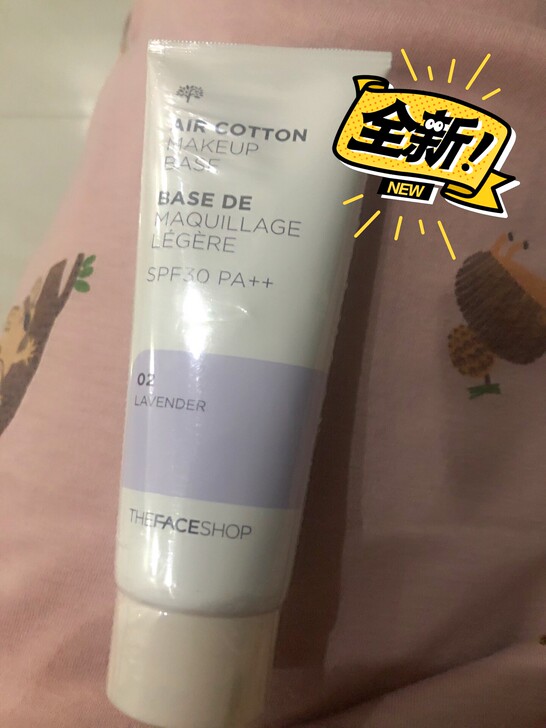 AIR COTTON
MAKEUP
BASE
BASE DE
MAQUILLAGE
LÉGÈRE
SPF30 PA++
02
LAVENDER
THEFACESHOP
全新!
NEW